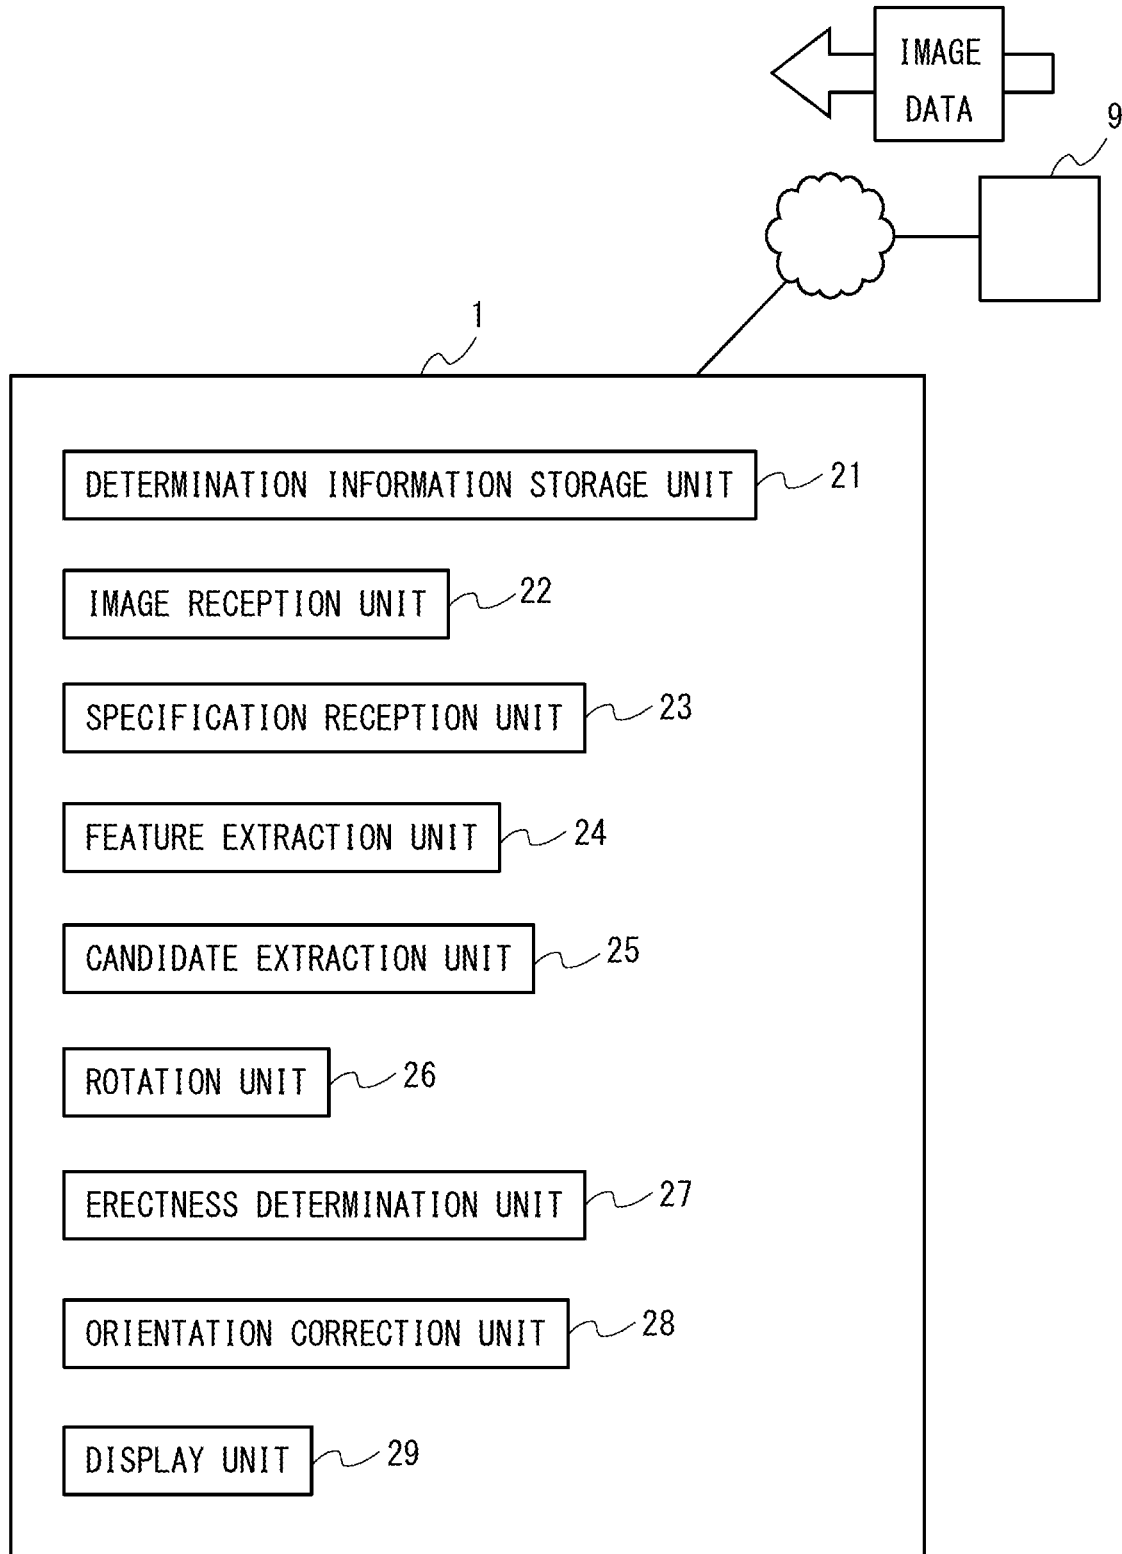 IMAGE
DATA
9
1
DETERMINATION INFORMATION STORAGE UNIT 21
IMAGE RECEPTION UNIT 22
SPECIFICATION RECEPTION UNIT 23
FEATURE EXTRACTION UNIT 24
CANDIDATE EXTRACTION UNIT 25
ROTATION UNIT 26
ERECTNESS DETERMINATION UNIT 27
ORIENTATION CORRECTION UNIT 28
DISPLAY UNIT 29